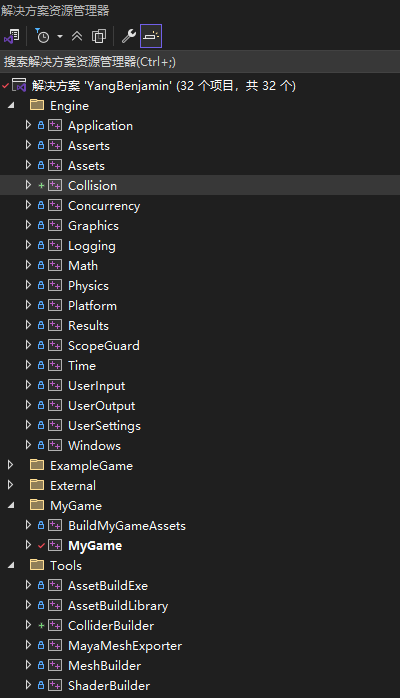 解决方案资源管理器
搜索解决方案资源管理器(Ctrl+;)
解决方案 'YangBenjamin' (32 个项目，共 32 个)
Engine
Application
Asserts
Assets
Collision
Concurrency
Graphics
Logging
Math
Physics
Platform
Results
ScopeGuard
Time
UserInput
UserOutput
UserSettings
Windows
ExampleGame
External
MyGame
BuildMyGameAssets
MyGame
Tools
AssetBuildExe
AssetBuildLibrary
ColliderBuilder
MayaMeshExporter
MeshBuilder
ShaderBuilder